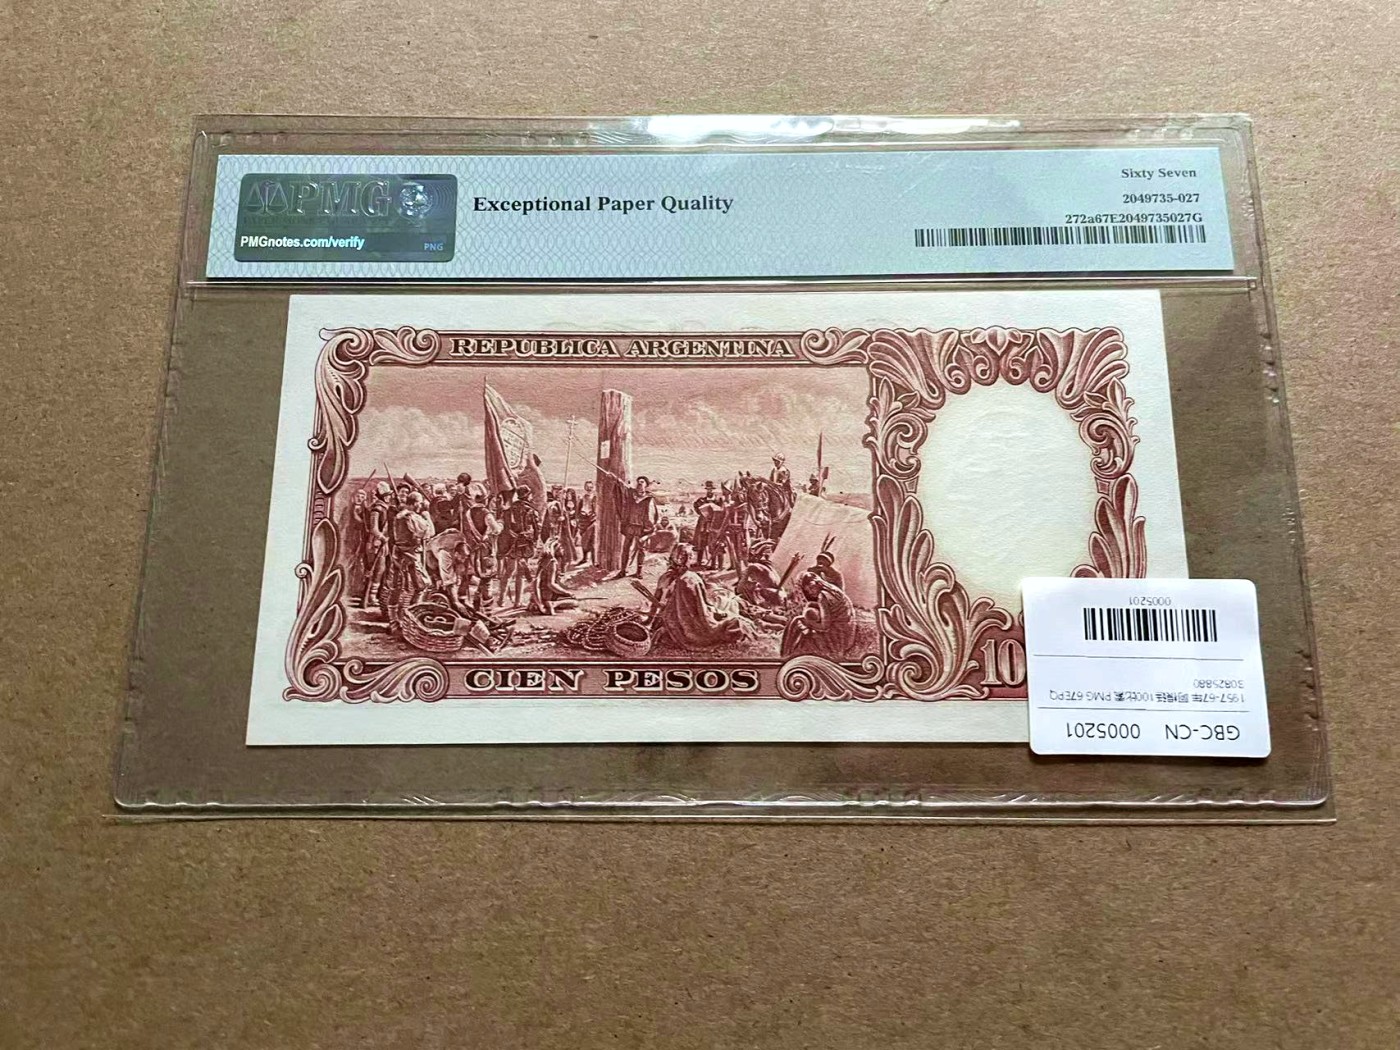 PMG
PMGnotes.com/verify
PNG
Exceptional Paper Quality
Sixty Seven
2049735-027
272a67E2049735027G
REPUBLICA ARGENTINA
CIEN PESOS
10
GBC-CN 0005201
1957-67年 阿根廷100比索 PMG 67EPQ
30825880
0005201